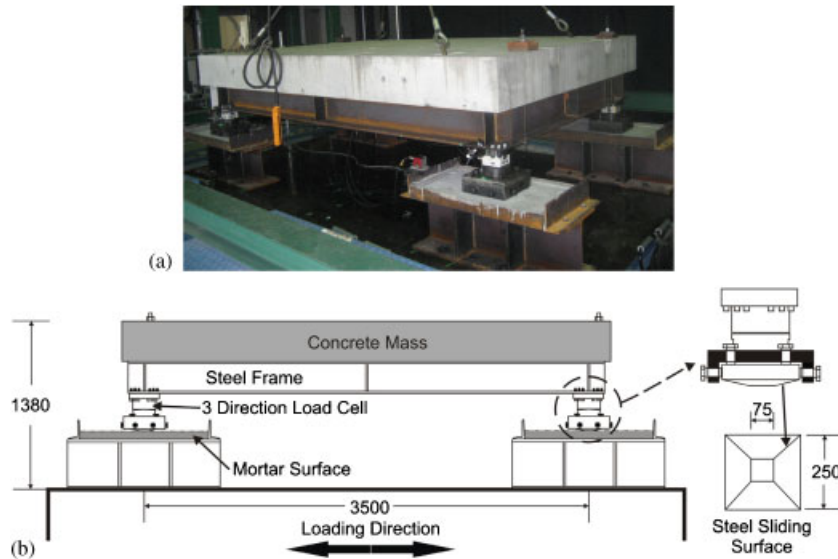 (a)
Concrete Mass
Steel Frame
3 Direction Load Cell
1380
Mortar Surface
3500
Loading Direction
75
250
Steel Sliding
Surface
(b)